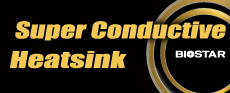 Super Conductive
Heatsink
BIOSTAR